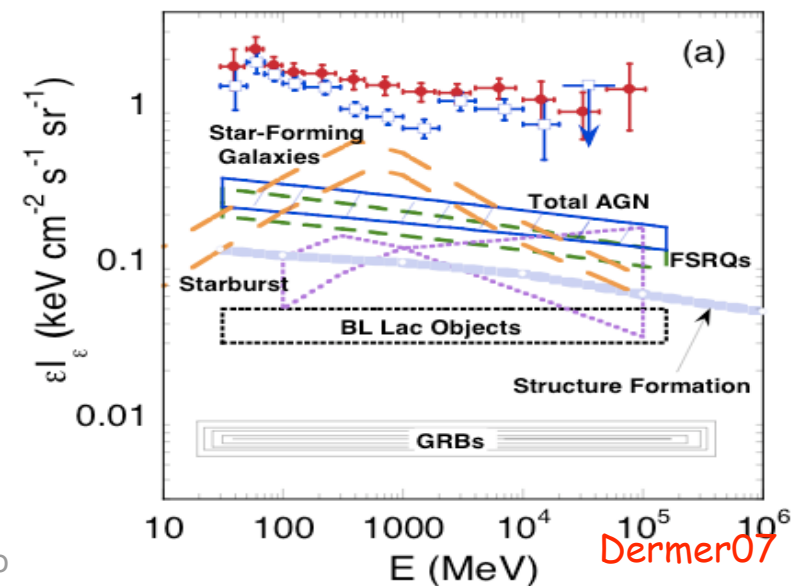 (a)
εI_ε (keV cm⁻² s⁻¹ sr⁻¹)
1
0.1
0.01
Star-Forming
Galaxies
Total AGN
FSRQs
Starburst
BL Lac Objects
Structure Formation
GRBs
10 100 1000 10⁴ 10⁵ 10⁶
E (MeV)
Dermer07